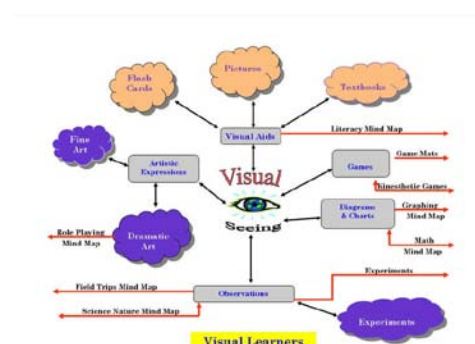 Flash
Cards
Pictures
Textbooks
Fine
Art
Visual Aids
Literacy Mind Map
Artistic
Expressions
Visual
Games
Game Mats
Kinesthetic Games
Diagrams
& Charts
Graphing
Mind Map
Seeing
Role Playing
Mind Map
Dramatic
Art
Math
Mind Map
Experiments
Field Trips Mind Map
Observations
Science Nature Mind Map
Experiments
Visual Learners